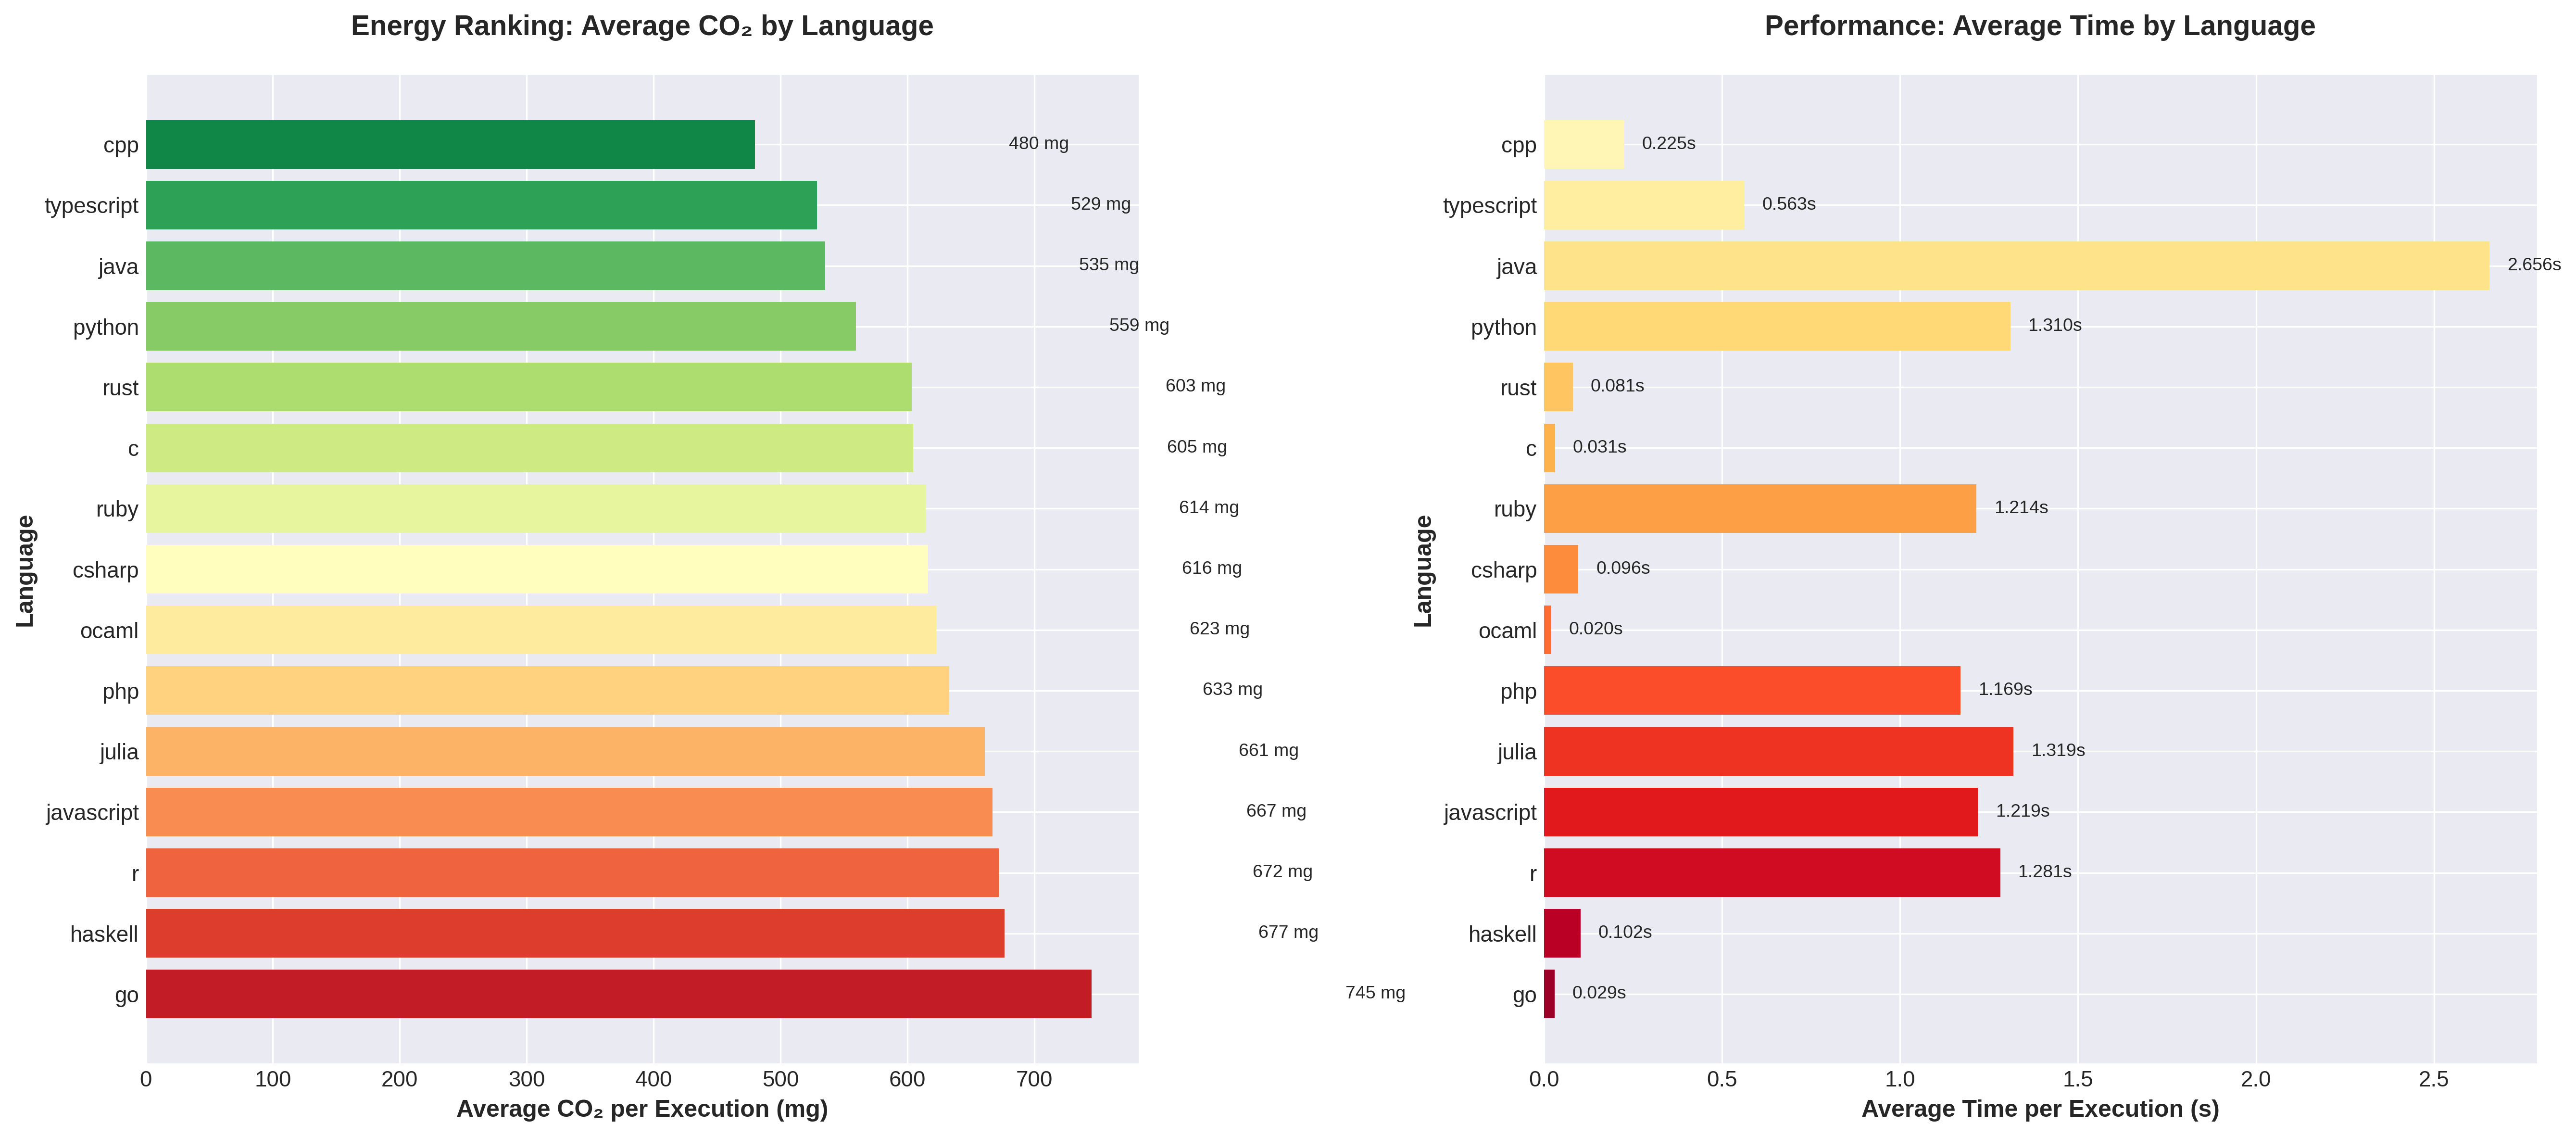 Energy Ranking: Average CO₂ by Language
Language
cpp 480 mg
typescript 529 mg
java 535 mg
python 559 mg
rust 603 mg
c 605 mg
ruby 614 mg
csharp 616 mg
ocaml 623 mg
php 633 mg
julia 661 mg
javascript 667 mg
r 672 mg
haskell 677 mg
go 745 mg
0 100 200 300 400 500 600 700
Average CO₂ per Execution (mg)
Performance: Average Time by Language
Language
cpp 0.225s
typescript 0.563s
java 2.656s
python 1.310s
rust 0.081s
c 0.031s
ruby 1.214s
csharp 0.096s
ocaml 0.020s
php 1.169s
julia 1.319s
javascript 1.219s
r 1.281s
haskell 0.102s
go 0.029s
0.0 0.5 1.0 1.5 2.0 2.5
Average Time per Execution (s)